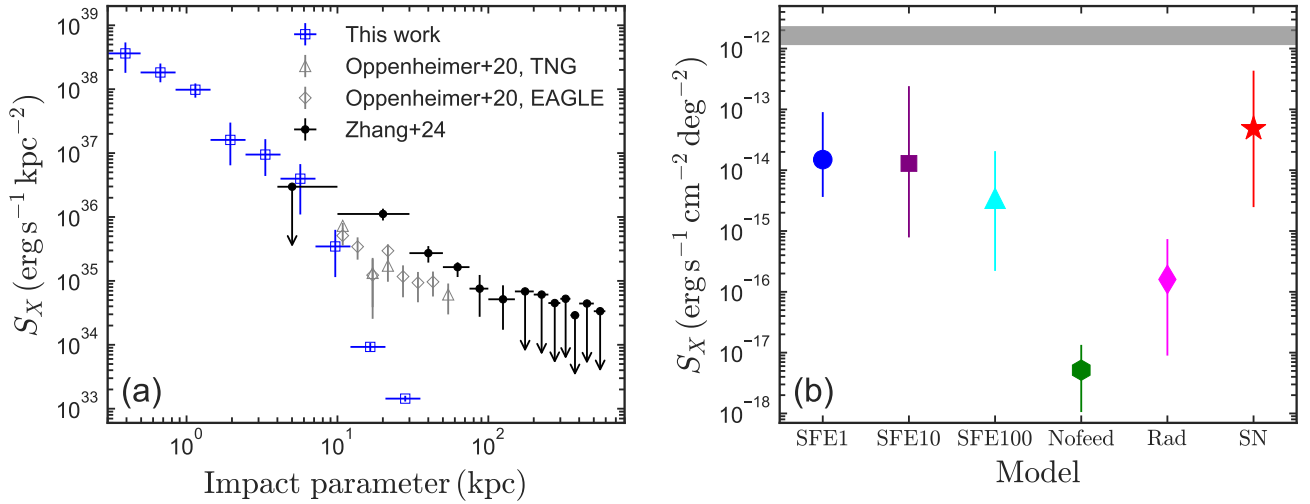 10^39
10^38
10^37
10^36
10^35
10^34
10^33
S_X (erg s^−1 kpc^−2)
This work
Oppenheimer+20, TNG
Oppenheimer+20, EAGLE
Zhang+24
(a)
10^0
10^1
10^2
Impact parameter (kpc)
10^−12
10^−13
10^−14
10^−15
10^−16
10^−17
10^−18
S_X (erg s^−1 cm^−2 deg^−2)
(b)
SFE1
SFE10
SFE100
Nofeed
Rad
SN
Model